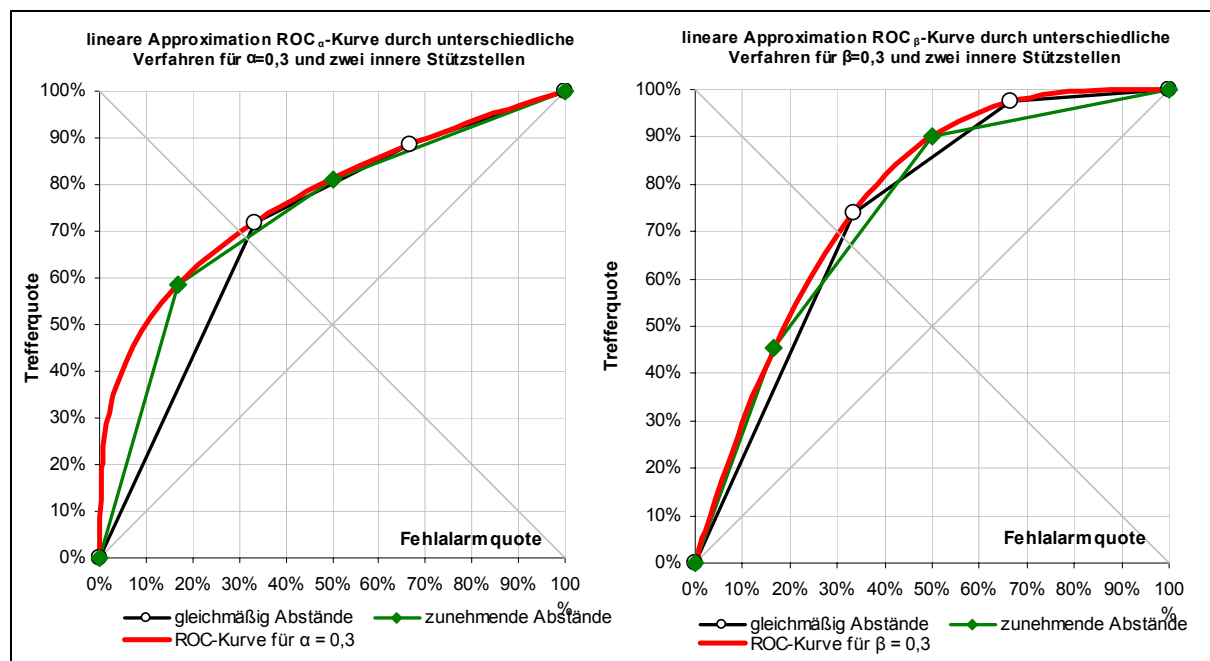 lineare Approximation ROCα-Kurve durch unterschiedliche
Verfahren für α=0,3 und zwei innere Stützstellen
100%
90%
80%
70%
60%
50%
40%
30%
20%
10%
0%
Trefferquote
Fehlalarmquote
0% 10% 20% 30% 40% 50% 60% 70% 80% 90% 100
%
gleichmäßig Abstände
zunehmende Abstände
ROC-Kurve für α = 0,3
lineare Approximation ROCβ-Kurve durch unterschiedliche
Verfahren für β=0,3 und zwei innere Stützstellen
100%
90%
80%
70%
60%
50%
40%
30%
20%
10%
0%
Trefferquote
Fehlalarmquote
0% 10% 20% 30% 40% 50% 60% 70% 80% 90% 100
%
gleichmäßig Abstände
zunehmende Abstände
ROC-Kurve für β = 0,3